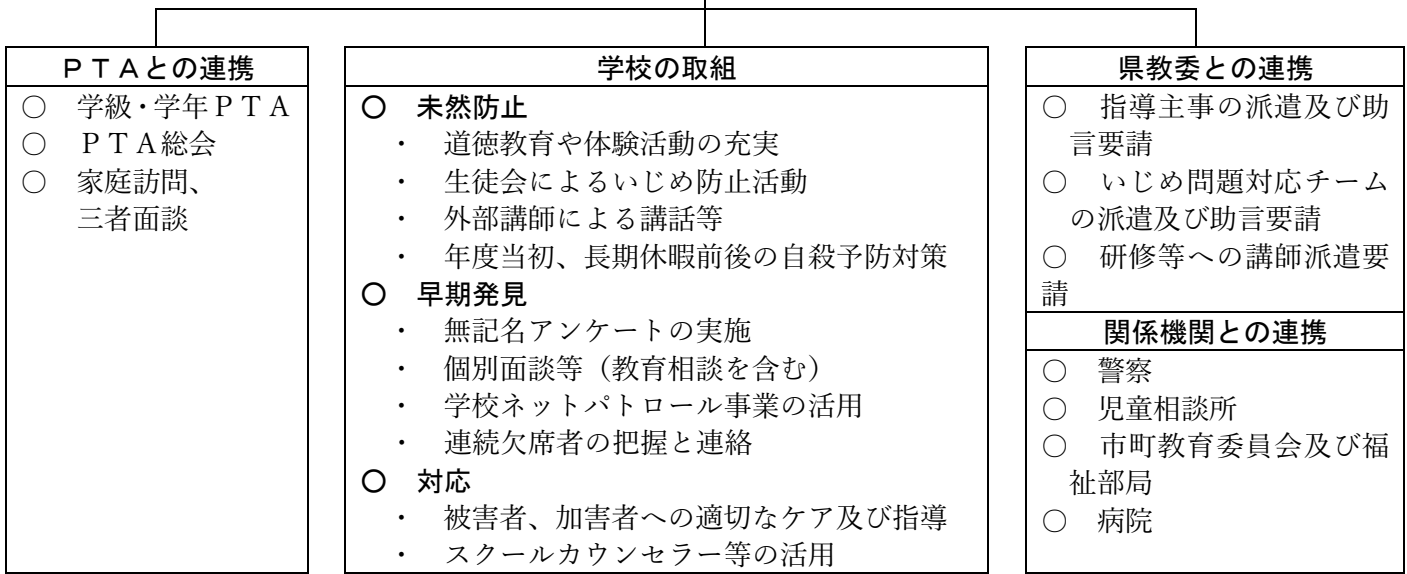 ＰＴＡとの連携
○　学級・学年ＰＴＡ
○　ＰＴＡ総会
○　家庭訪問、
三者面談
学校の取組
○　未然防止
・　道徳教育や体験活動の充実
・　生徒会によるいじめ防止活動
・　外部講師による講話等
・　年度当初、長期休暇前後の自殺予防対策
○　早期発見
・　無記名アンケートの実施
・　個別面談等（教育相談を含む）
・　学校ネットパトロール事業の活用
・　連続欠席者の把握と連絡
○　対応
・　被害者、加害者への適切なケア及び指導
・　スクールカウンセラー等の活用
県教委との連携
○　指導主事の派遣及び助
言要請
○　いじめ問題対応チーム
の派遣及び助言要請
○　研修等への講師派遣要
請
関係機関との連携
○　警察
○　児童相談所
○　市町教育委員会及び福
祉部局
○　病院